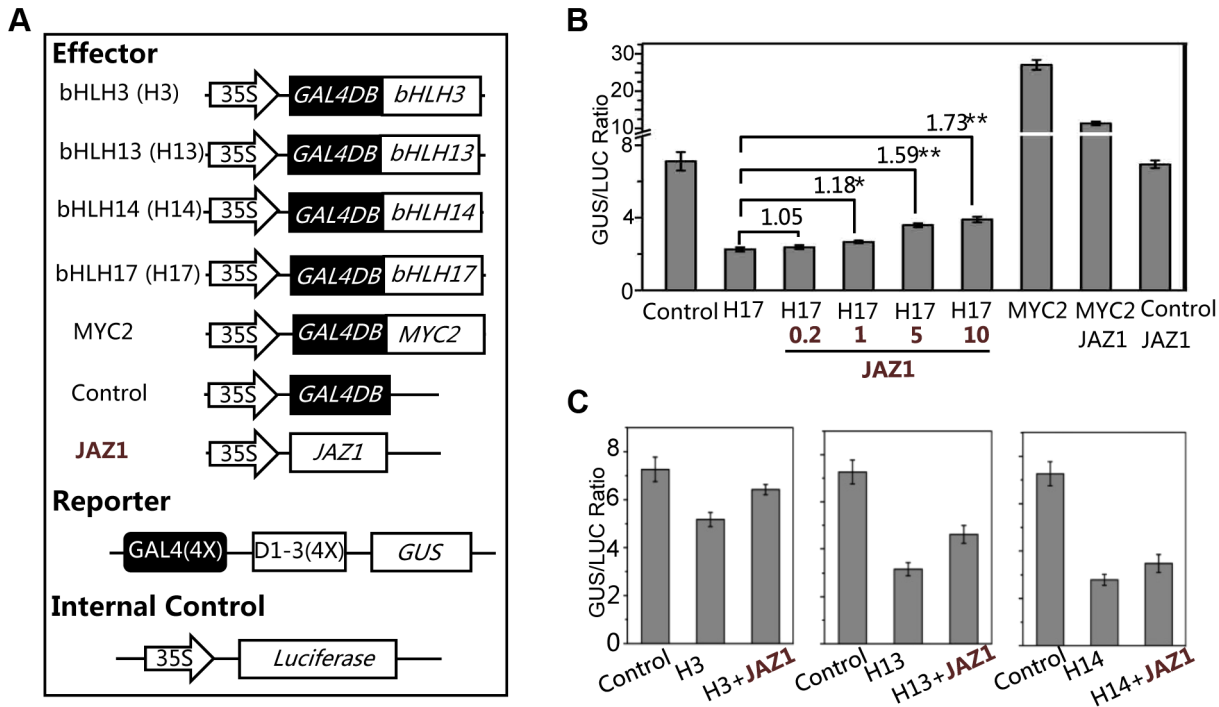 A
Effector
bHLH3 (H3) 35S GAL4DB bHLH3
bHLH13 (H13) 35S GAL4DB bHLH13
bHLH14 (H14) 35S GAL4DB bHLH14
bHLH17 (H17) 35S GAL4DB bHLH17
MYC2 35S GAL4DB MYC2
Control 35S GAL4DB
JAZ1 35S JAZ1
Reporter
GAL4(4X) D1-3(4X) GUS
Internal Control
35S Luciferase
B
GUS/LUC Ratio
30
20
10
8
4
0
1.73**
1.59**
1.18*
1.05
Control H17 H17 H17 H17 H17 MYC2 MYC2 Control
0.2 1 5 10 JAZ1 JAZ1
JAZ1
C
GUS/LUC Ratio
8
6
4
2
0
Control H3 H3+JAZ1
Control H13 H13+JAZ1
Control H14 H14+JAZ1